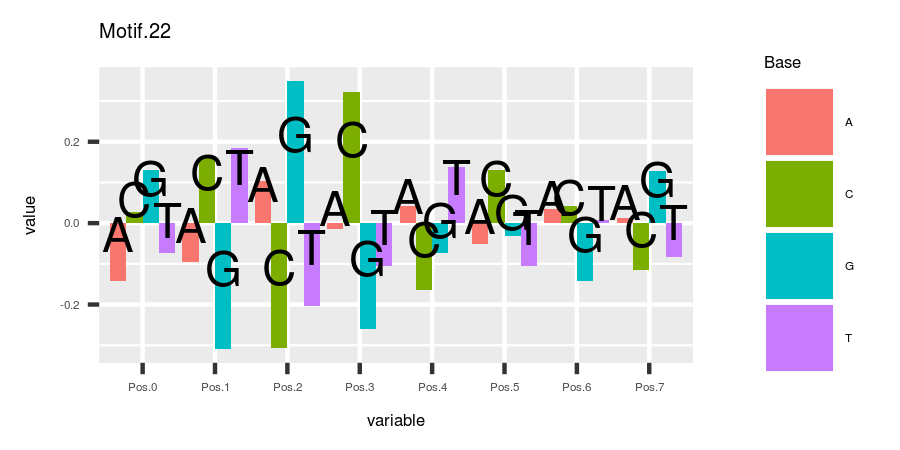 Motif.22
value
0.2
0.0
-0.2
A C G T A C G T A C G T A C G T A C G T A C G T A C G T A C G T
Pos.0 Pos.1 Pos.2 Pos.3 Pos.4 Pos.5 Pos.6 Pos.7
variable
Base
A
C
G
T